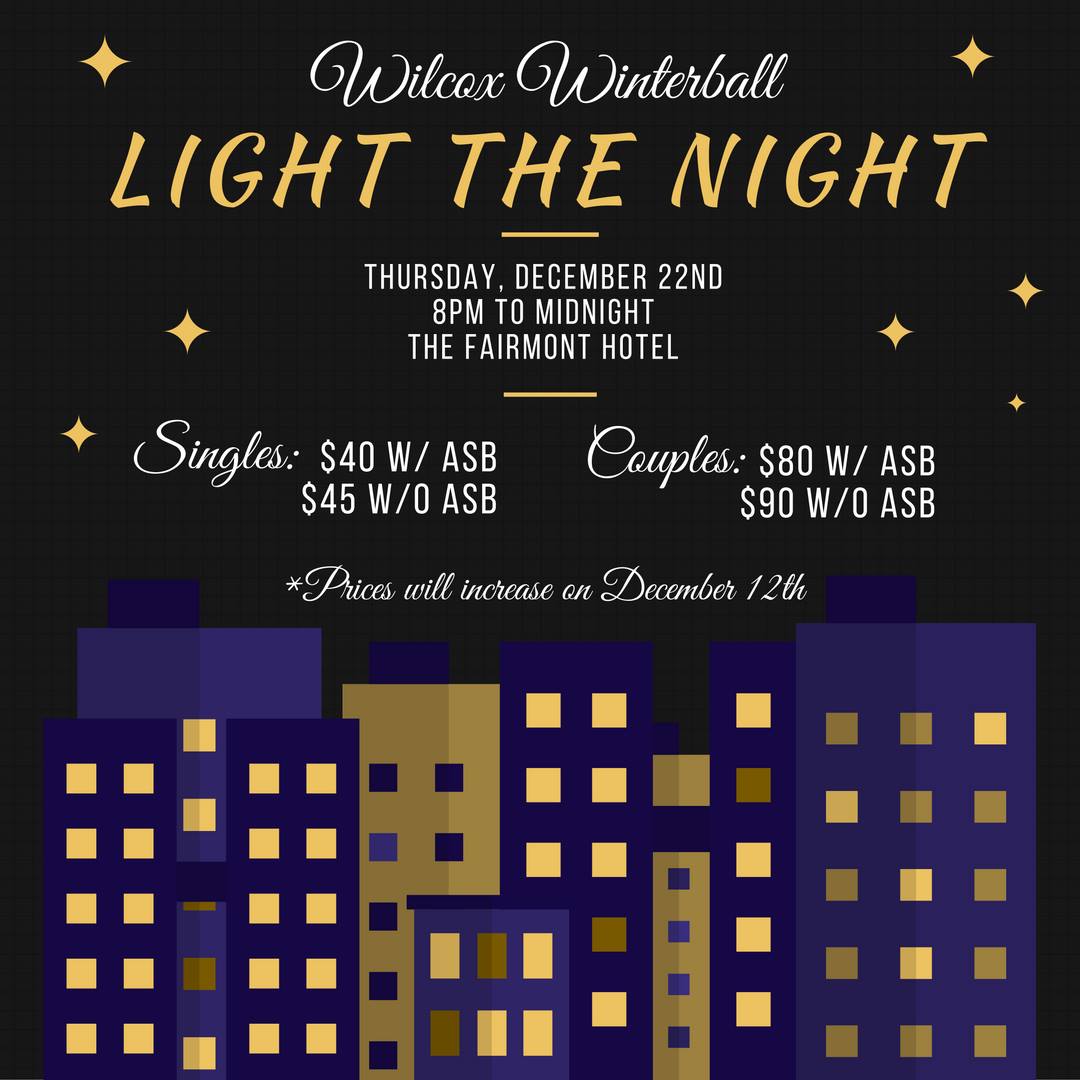 Wilcox Winterball
LIGHT THE NIGHT
THURSDAY, DECEMBER 22ND
8PM TO MIDNIGHT
THE FAIRMONT HOTEL
Singles: $40 W/ ASB
$45 W/O ASB
Couples: $80 W/ ASB
$90 W/O ASB
*Prices will increase on December 12th